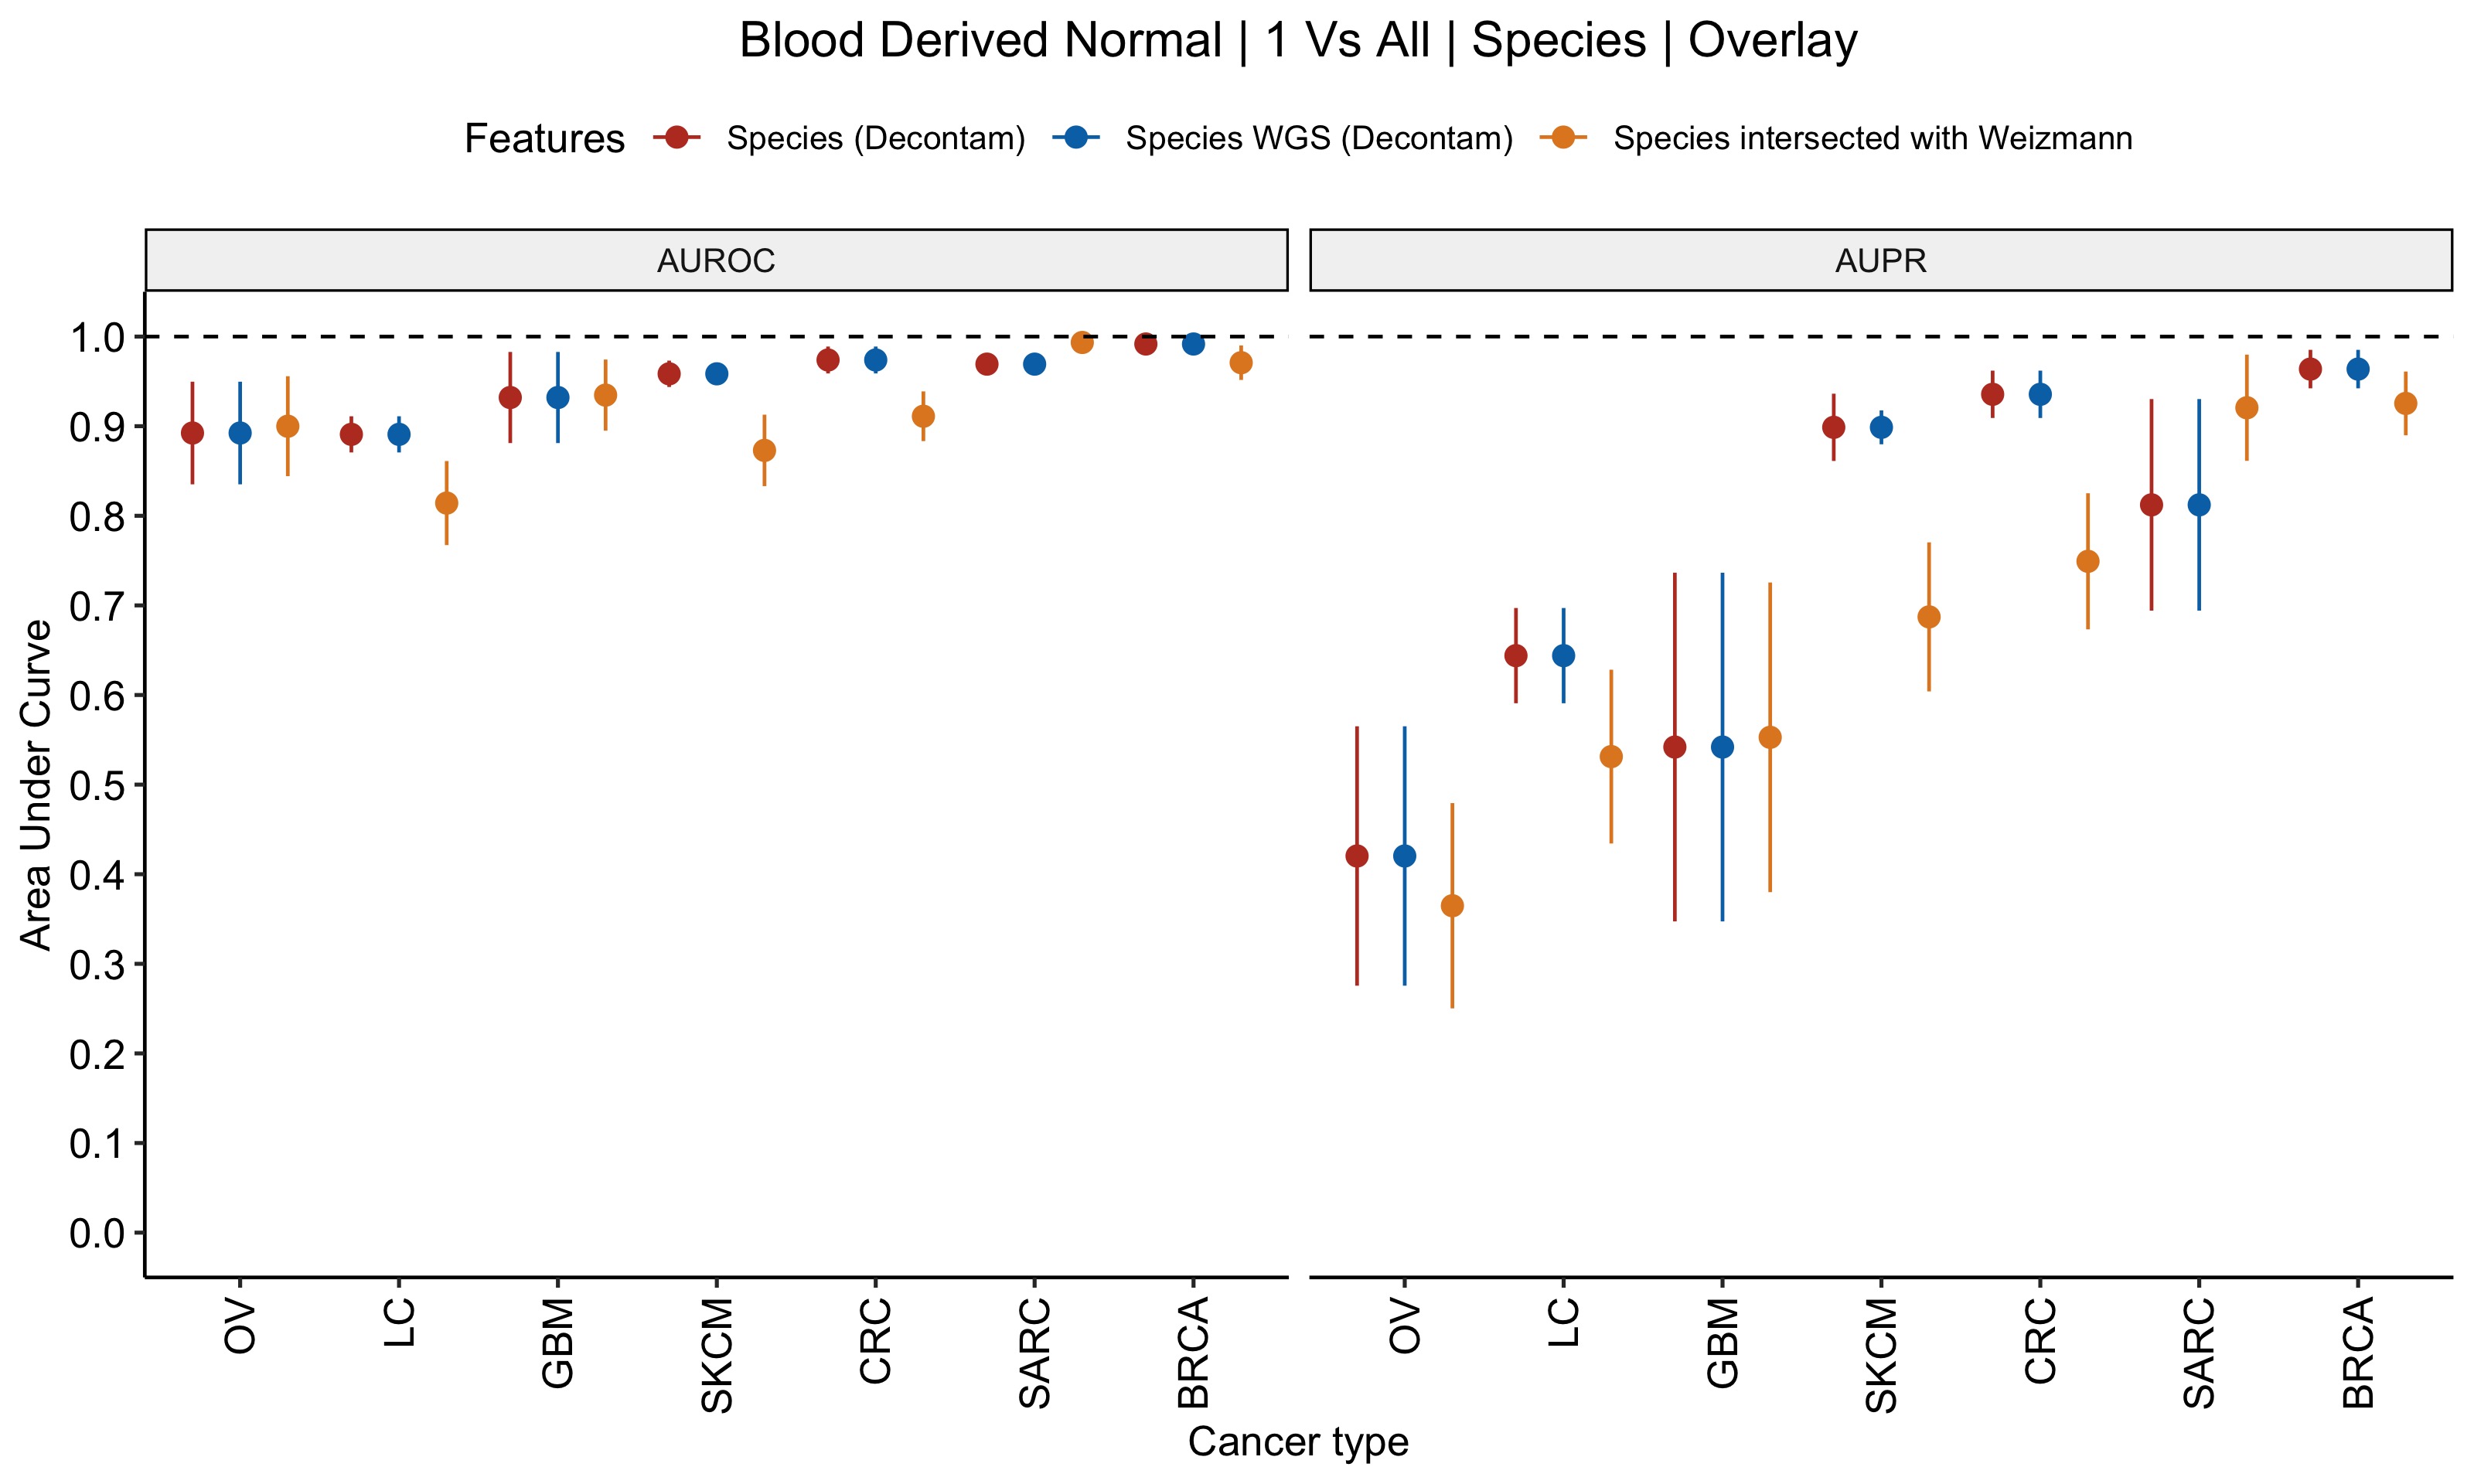 Blood Derived Normal | 1 Vs All | Species | Overlay
Features Species (Decontam) Species WGS (Decontam) Species intersected with Weizmann
AUROC AUPR
Area Under Curve
1.0
0.9
0.8
0.7
0.6
0.5
0.4
0.3
0.2
0.1
0.0
OV LC GBM SKCM CRC SARC BRCA OV LC GBM SKCM CRC SARC BRCA
Cancer type